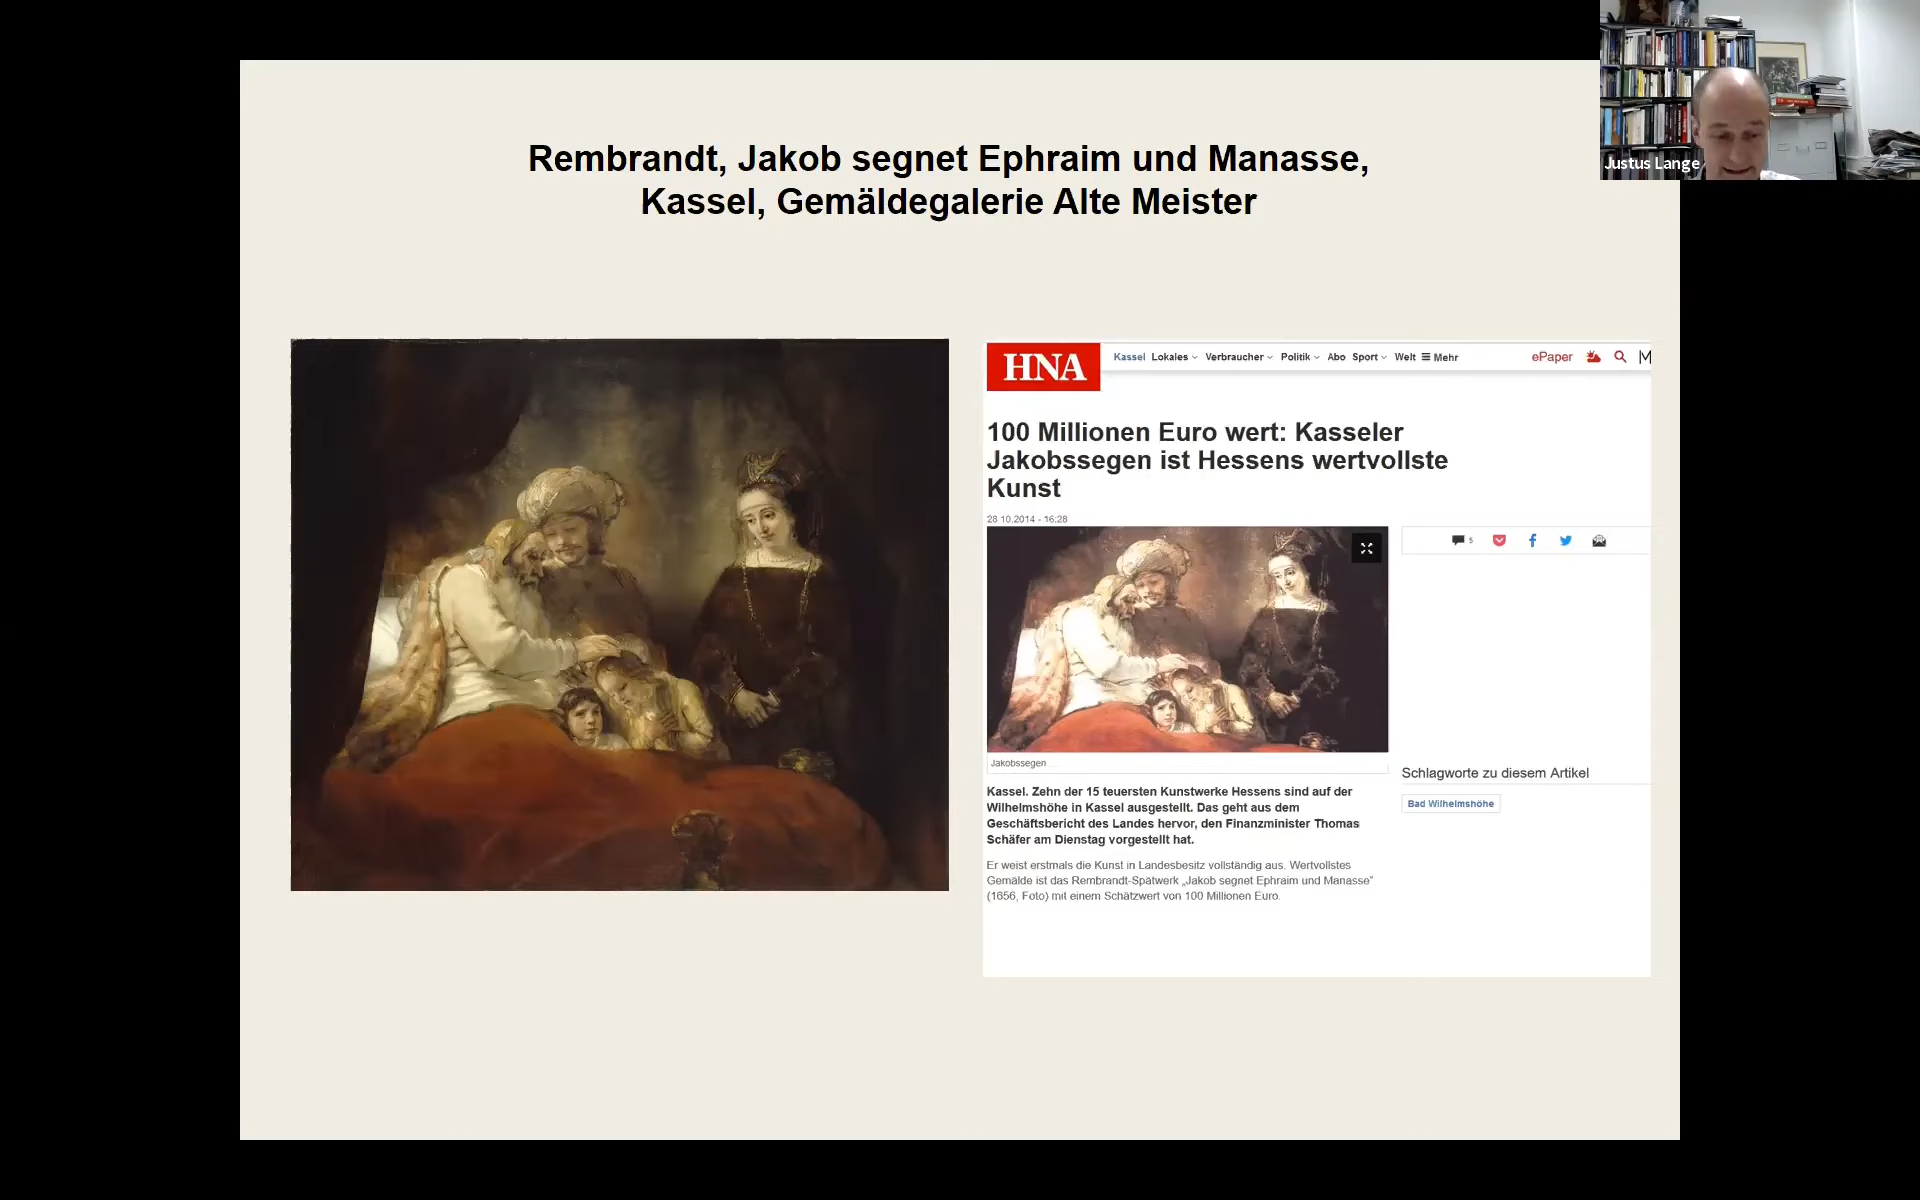 Rembrandt, Jakob segnet Ephraim und Manasse,
Kassel, Gemäldegalerie Alte Meister
Justus Lange
HNA
Kassel Lokales Verbraucher Politik Abo Sport Welt Mehr ePaper M
100 Millionen Euro wert: Kasseler
Jakobssegen ist Hessens wertvollste
Kunst
28.10.2014 - 16:28
5
Jakobssegen
Kassel. Zehn der 15 teuersten Kunstwerke Hessens sind auf der
Wilhelmshöhe in Kassel ausgestellt. Das geht aus dem
Geschäftsbericht des Landes hervor, den Finanzminister Thomas
Schäfer am Dienstag vorgestellt hat.
Er weist erstmals die Kunst in Landesbesitz vollständig aus. Wertvollstes
Gemälde ist das Rembrandt-Spätwerk „Jakob segnet Ephraim und Manasse“
(1656, Foto) mit einem Schätzwert von 100 Millionen Euro.
Schlagworte zu diesem Artikel
Bad Wilhelmshöhe